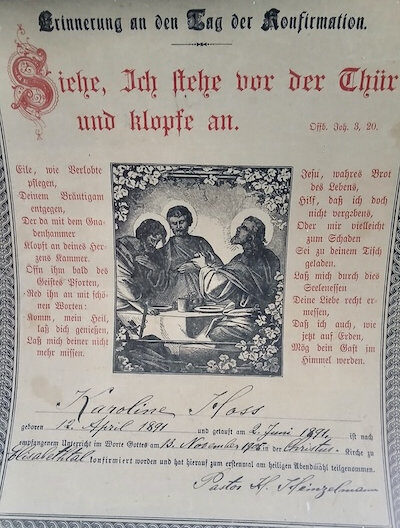 Erinnerung an den Tag der Konfirmation.
Siehe, Ich stehe vor der Thür
und klopfe an.
Offb. Joh. 3, 20.
Eile, wie Verlobte
pflegen,
Deinem Bräutigam
entgegen,
Der da mit dem Gna-
denhammer
Klopft an deines Her-
zens Kammer.
Öffn ihm bald des
Geistes Pforten,
Red ihn an mit schö-
nen Worten:
Komm, mein Heil,
laß dich genießen,
Laß mich deiner nicht
mehr missen.
Jesu, wahres Brot
des Lebens,
Hilf, daß ich doch
nicht vergebens,
Oder mir vielleicht
zum Schaden
Sei zu deinem Tisch
geladen.
Laß mich durch dies
Seelenessen
Deine Liebe recht er-
messen,
Daß ich auch, wie
jetzt auf Erden,
Mög dein Gast im
Himmel werden.
Karoline Hoss
geboren 12. April 1891 und getauft am 2. Juni 1891, ist nach
empfangenem Unterricht im Worte Gottes am 13. November in der Christus-Kirche zu
Elisabethtal konfirmiert worden und hat hierauf zum erstenmal am heiligen Abendmahl teilgenommen.
Pastor H. Heinzelmann